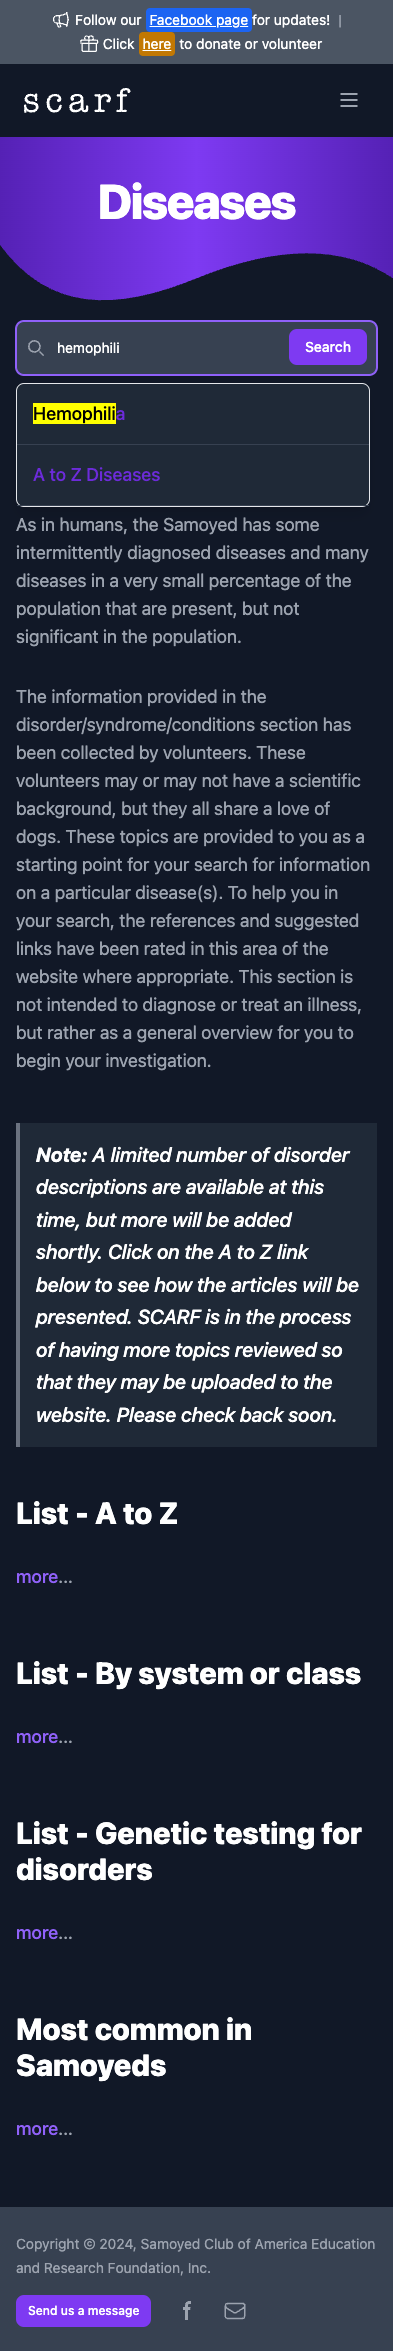 Follow our Facebook page for updates! |
Click here to donate or volunteer
scarf
Diseases
hemophili
Search
Hemophilia
A to Z Diseases
As in humans, the Samoyed has some
intermittently diagnosed diseases and many
diseases in a very small percentage of the
population that are present, but not
significant in the population.
The information provided in the
disorder/syndrome/conditions section has
been collected by volunteers. These
volunteers may or may not have a scientific
background, but they all share a love of
dogs. These topics are provided to you as a
starting point for your search for information
on a particular disease(s). To help you in
your search, the references and suggested
links have been rated in this area of the
website where appropriate. This section is
not intended to diagnose or treat an illness,
but rather as a general overview for you to
begin your investigation.
Note: A limited number of disorder
descriptions are available at this
time, but more will be added
shortly. Click on the A to Z link
below to see how the articles will be
presented. SCARF is in the process
of having more topics reviewed so
that they may be uploaded to the
website. Please check back soon.
List - A to Z
more...
List - By system or class
more...
List - Genetic testing for
disorders
more...
Most common in
Samoyeds
more...
Copyright © 2024, Samoyed Club of America Education
and Research Foundation, Inc.
Send us a message